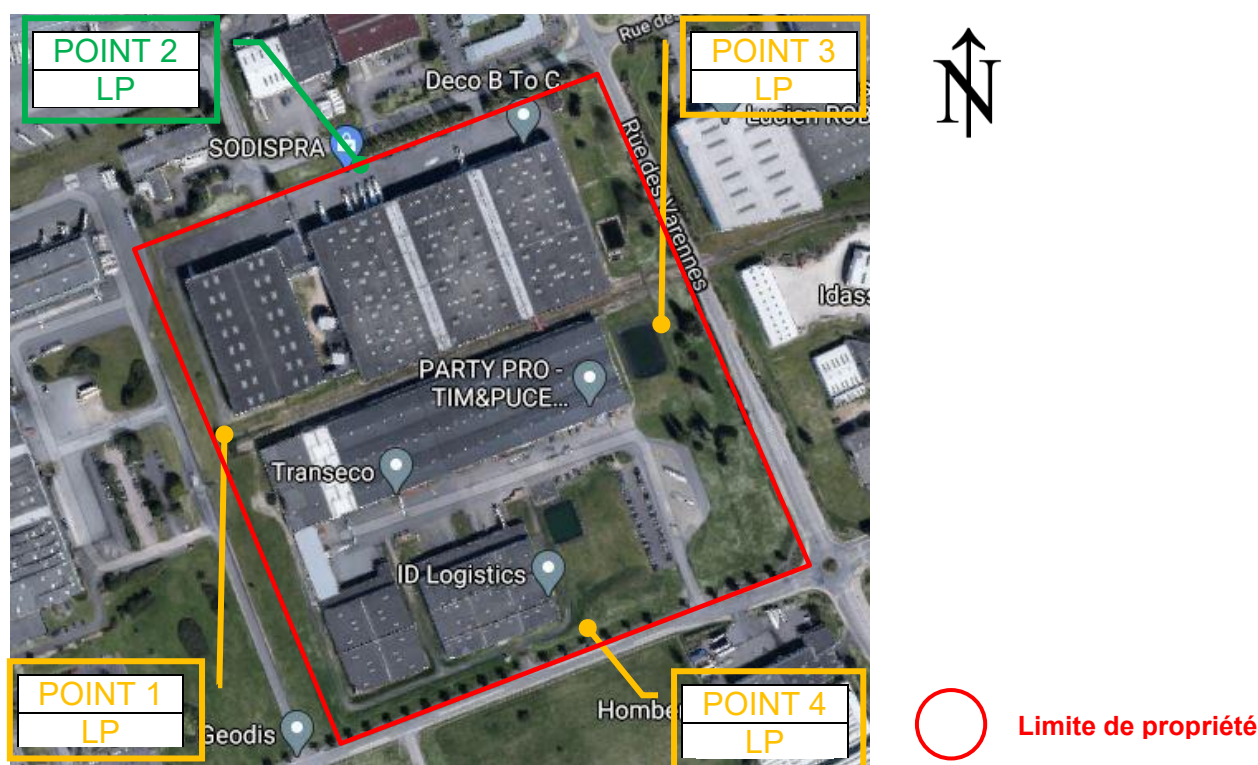 POINT 2
LP
Rue des
POINT 3
LP
N
Deco B To C
Lucien ROB
SODISPRA
Rue des Varennes
Idass
PARTY PRO -
TIM&PUCE...
Transeco
ID Logistics
POINT 1
LP
Geodis
Hombe
POINT 4
LP
Limite de propriété